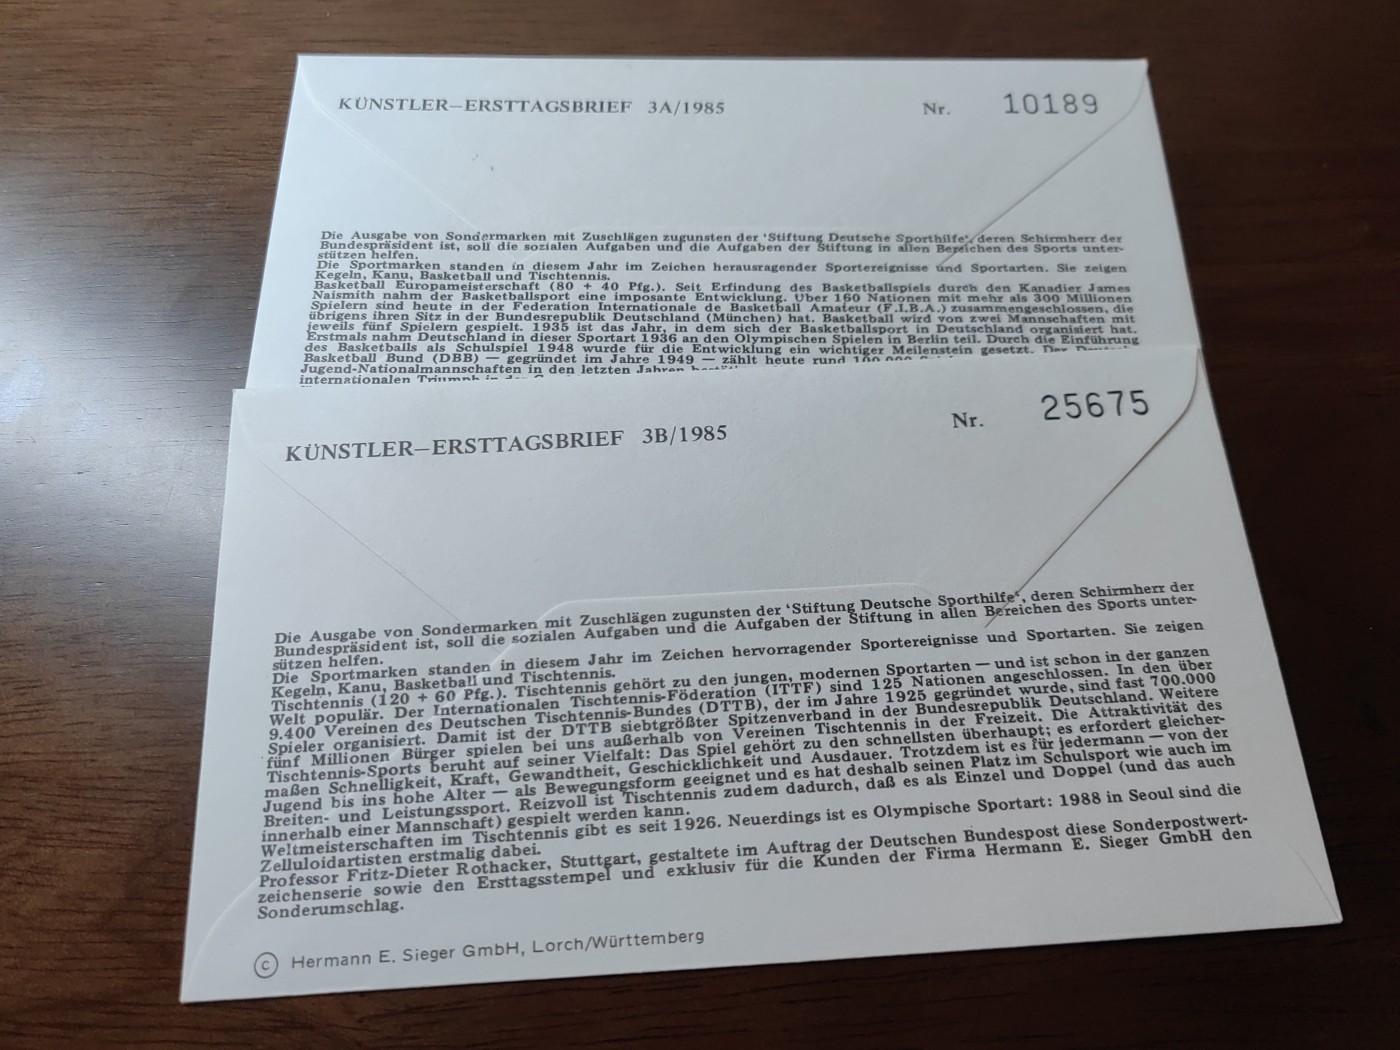 KÜNSTLER—ERSTTAGSBRIEF 3A/1985 Nr. 10189
Die Ausgabe von Sondermarken mit Zuschlägen zugunsten der 'Stiftung Deutsche Sporthilfe', deren Schirmherr der
Bundespräsident ist, soll die sozialen Aufgaben und die Aufgaben der Stiftung in allen Bereichen des Sports unter-
stützen helfen.
Die Sportmarken standen in diesem Jahr im Zeichen herausragender Sportereignisse und Sportarten. Sie zeigen
Kegeln, Kanu, Basketball und Tischtennis.
Basketball Europameisterschaft (80 + 40 Pfg.). Seit Erfindung des Basketballspiels durch den Kanadier James
Naismith nahm der Basketballsport eine imposante Entwicklung. Über 160 Nationen mit mehr als 300 Millionen
Spielern sind heute in der Federation Internationale de Basketball Amateur (F.I.B.A.) zusammengeschlossen, die
übrigens ihren Sitz in der Bundesrepublik Deutschland (München) hat. Basketball wird von zwei Mannschaften mit
jeweils fünf Spielern gespielt. 1935 ist das Jahr, in dem sich der Basketballsport in Deutschland organisiert hat.
Erstmals nahm Deutschland in dieser Sportart 1936 an den Olympischen Spielen in Berlin teil. Durch die Einführung
des Basketballs als Schulspiel 1948 wurde für die Entwicklung ein wichtiger Meilenstein gesetzt. Der
Basketball Bund (DBB) — gegründet im Jahre 1949 — zählt heute rund
Jugend-Nationalmannschaften in den letzten Jahren
internationalen Triumph in der
KÜNSTLER—ERSTTAGSBRIEF 3B/1985 Nr. 25675
Die Ausgabe von Sondermarken mit Zuschlägen zugunsten der 'Stiftung Deutsche Sporthilfe', deren Schirmherr der
Bundespräsident ist, soll die sozialen Aufgaben und die Aufgaben der Stiftung in allen Bereichen des Sports unter-
sützen helfen.
Die Sportmarken standen in diesem Jahr im Zeichen hervorragender Sportereignisse und Sportarten. Sie zeigen
Kegeln, Kanu, Basketball und Tischtennis.
Tischtennis (120 + 60 Pfg.). Tischtennis gehört zu den jungen, modernen Sportarten — und ist schon in der ganzen
Welt populär. Der Internationalen Tischtennis-Föderation (ITTF) sind 125 Nationen angeschlossen. In den über
9.400 Vereinen des Deutschen Tischtennis-Bundes (DTTB), der im Jahre 1925 gegründet wurde, sind fast 700.000
Spieler organisiert. Damit ist der DTTB siebtgrößter Spitzenverband in der Bundesrepublik Deutschland. Weitere
fünf Millionen Bürger spielen bei uns außerhalb von Vereinen Tischtennis in der Freizeit. Die Attraktivität des
Tischtennis-Sports beruht auf seiner Vielfalt: Das Spiel gehört zu den schnellsten überhaupt; es erfordert gleicher-
maßen Schnelligkeit, Kraft, Gewandtheit, Geschicklichkeit und Ausdauer. Trotzdem ist es für jedermann — von der
Jugend bis ins hohe Alter — als Bewegungsform geeignet und es hat deshalb seinen Platz im Schulsport wie auch im
Breiten- und Leistungssport. Reizvoll ist Tischtennis zudem dadurch, daß es als Einzel und Doppel (und das auch
innerhalb einer Mannschaft) gespielt werden kann.
Weltmeisterschaften im Tischtennis gibt es seit 1926. Neuerdings ist es Olympische Sportart: 1988 in Seoul sind die
Zelluloidartisten erstmalig dabei.
Professor Fritz-Dieter Rothacker, Stuttgart, gestaltete im Auftrag der Deutschen Bundespost diese Sonderpostwert-
zeichenserie sowie den Ersttagsstempel und exklusiv für die Kunden der Firma Hermann E. Sieger GmbH den
Sonderumschlag.
© Hermann E. Sieger GmbH, Lorch/Württemberg